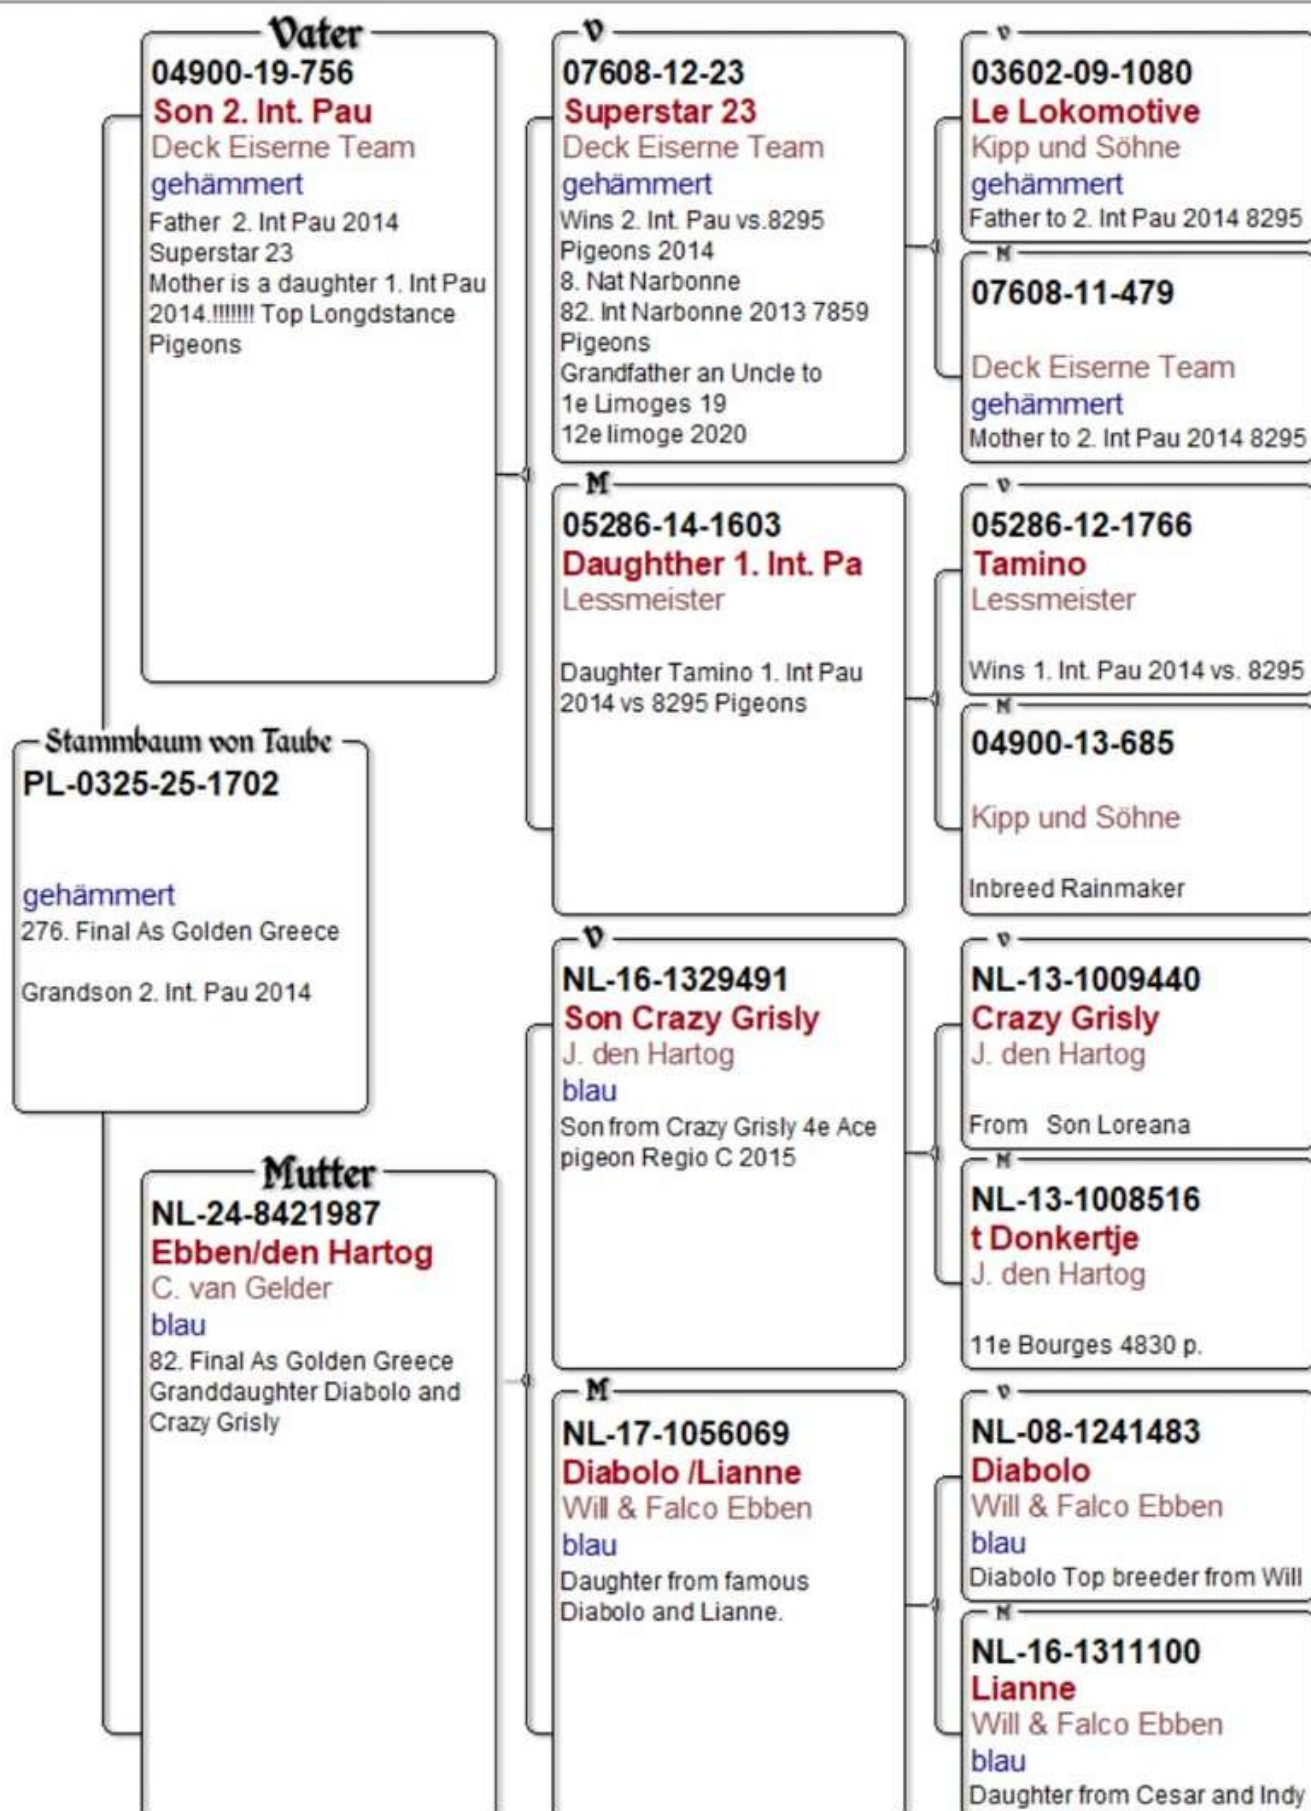 Stammbaum von Taube
PL-0325-25-1702
gehämmert
276. Final As Golden Greece
Grandson 2. Int. Pau 2014
Vater
04900-19-756
Son 2. Int. Pau
Deck Eiserne Team
gehämmert
Father 2. Int Pau 2014
Superstar 23
Mother is a daughter 1. Int Pau
2014.!!!!!!! Top Longdstance
Pigeons
Mutter
NL-24-8421987
Ebben/den Hartog
C. van Gelder
blau
82. Final As Golden Greece
Granddaughter Diabolo and
Crazy Grisly
V
07608-12-23
Superstar 23
Deck Eiserne Team
gehämmert
Wins 2. Int. Pau vs.8295
Pigeons 2014
8. Nat Narbonne
82. Int Narbonne 2013 7859
Pigeons
Grandfather an Uncle to
1e Limoges 19
12e limoge 2020
M
05286-14-1603
Daughther 1. Int. Pa
Lessmeister
Daughter Tamino 1. Int Pau
2014 vs 8295 Pigeons
V
NL-16-1329491
Son Crazy Grisly
J. den Hartog
blau
Son from Crazy Grisly 4e Ace
pigeon Regio C 2015
M
NL-17-1056069
Diabolo /Lianne
Will & Falco Ebben
blau
Daughter from famous
Diabolo and Lianne.
V
03602-09-1080
Le Lokomotive
Kipp und Söhne
gehämmert
Father to 2. Int Pau 2014 8295
M
07608-11-479
Deck Eiserne Team
gehämmert
Mother to 2. Int Pau 2014 8295
V
05286-12-1766
Tamino
Lessmeister
Wins 1. Int. Pau 2014 vs. 8295
M
04900-13-685
Kipp und Söhne
Inbreed Rainmaker
V
NL-13-1009440
Crazy Grisly
J. den Hartog
From Son Loreana
M
NL-13-1008516
t Donkertje
J. den Hartog
11e Bourges 4830 p.
V
NL-08-1241483
Diabolo
Will & Falco Ebben
blau
Diabolo Top breeder from Will
M
NL-16-1311100
Lianne
Will & Falco Ebben
blau
Daughter from Cesar and Indy